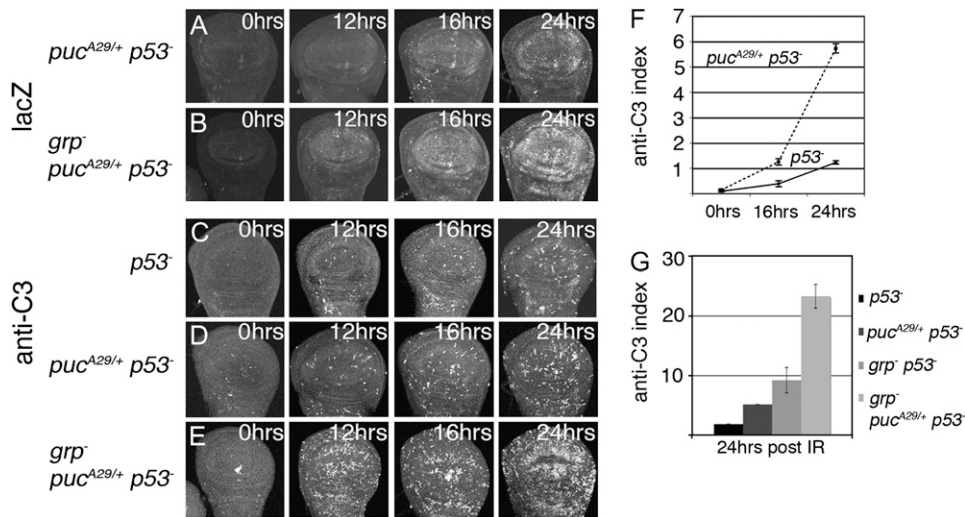 lacZ
puc^A29/+ p53^-
A 0hrs 12hrs 16hrs 24hrs
grp^-
puc^A29/+ p53^-
B 0hrs 12hrs 16hrs 24hrs
anti-C3
p53^-
C 0hrs 12hrs 16hrs 24hrs
puc^A29/+ p53^-
D 0hrs 12hrs 16hrs 24hrs
grp^-
puc^A29/+ p53^-
E 0hrs 12hrs 16hrs 24hrs
F
anti-C3 index
7
6
5
4
3
2
1
puc^A29/+ p53^-
p53^-
0hrs 16hrs 24hrs
G
anti-C3 index
30
20
10
0
24hrs post IR
p53^-
puc^A29/+ p53^-
grp^- p53^-
grp^-
puc^A29/+ p53^-